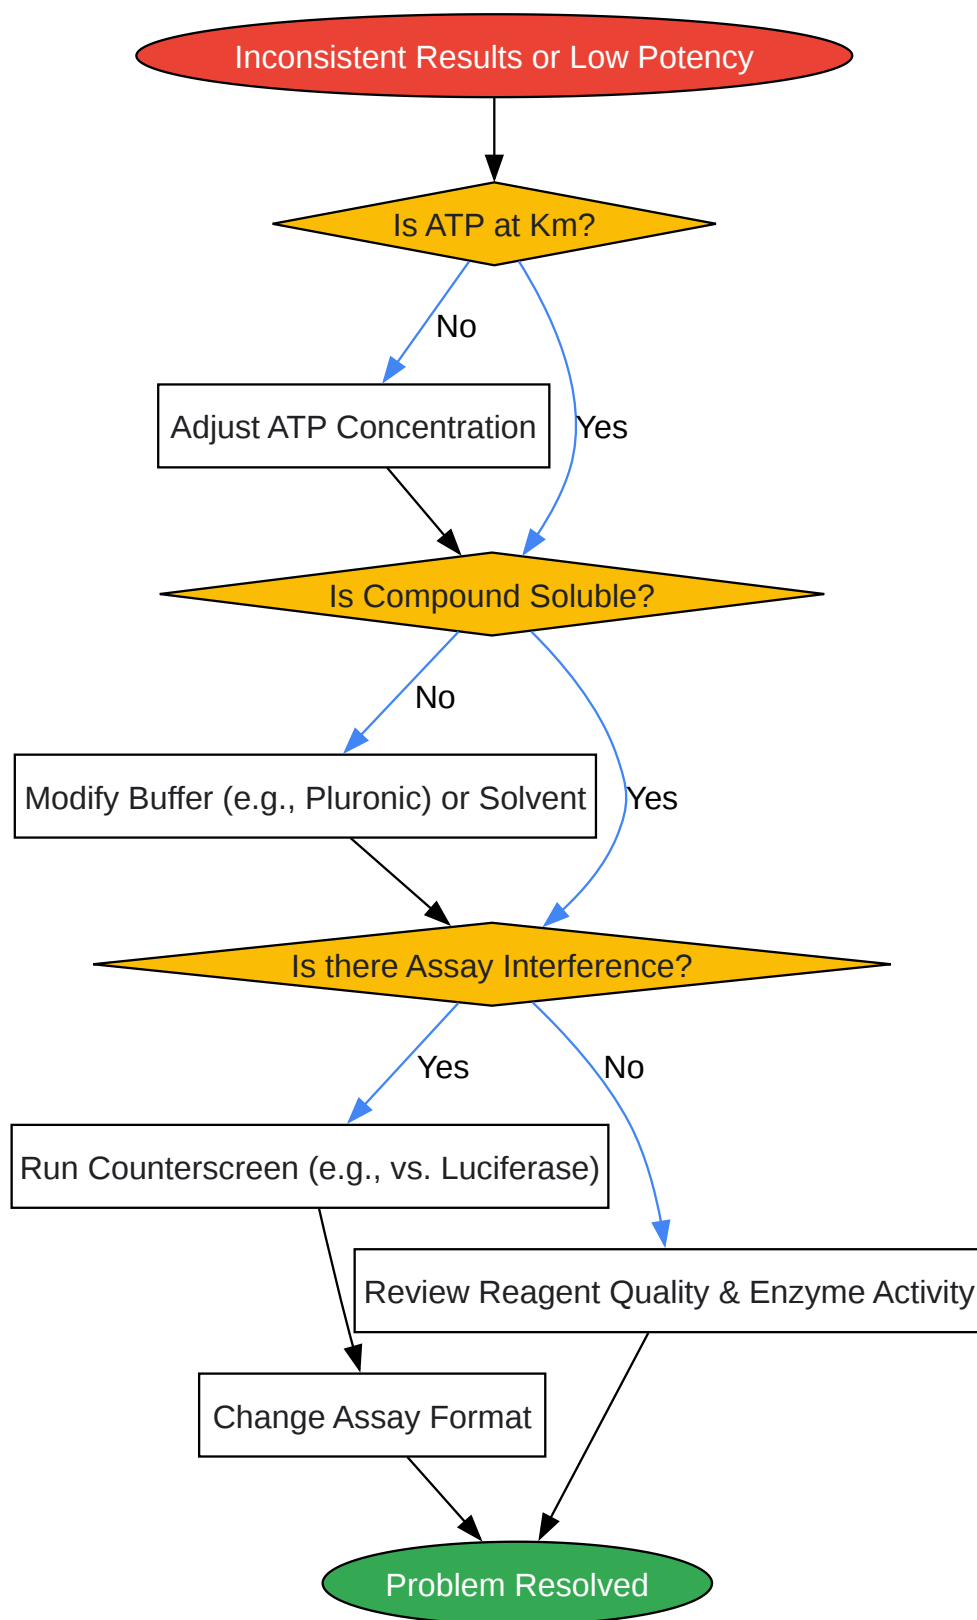 Inconsistent Results or Low Potency
Is ATP at Km?
No
Adjust ATP Concentration
Yes
Is Compound Soluble?
No
Modify Buffer (e.g., Pluronic) or Solvent
Yes
Is there Assay Interference?
Yes
No
Run Counterscreen (e.g., vs. Luciferase)
Review Reagent Quality & Enzyme Activity
Change Assay Format
Problem Resolved